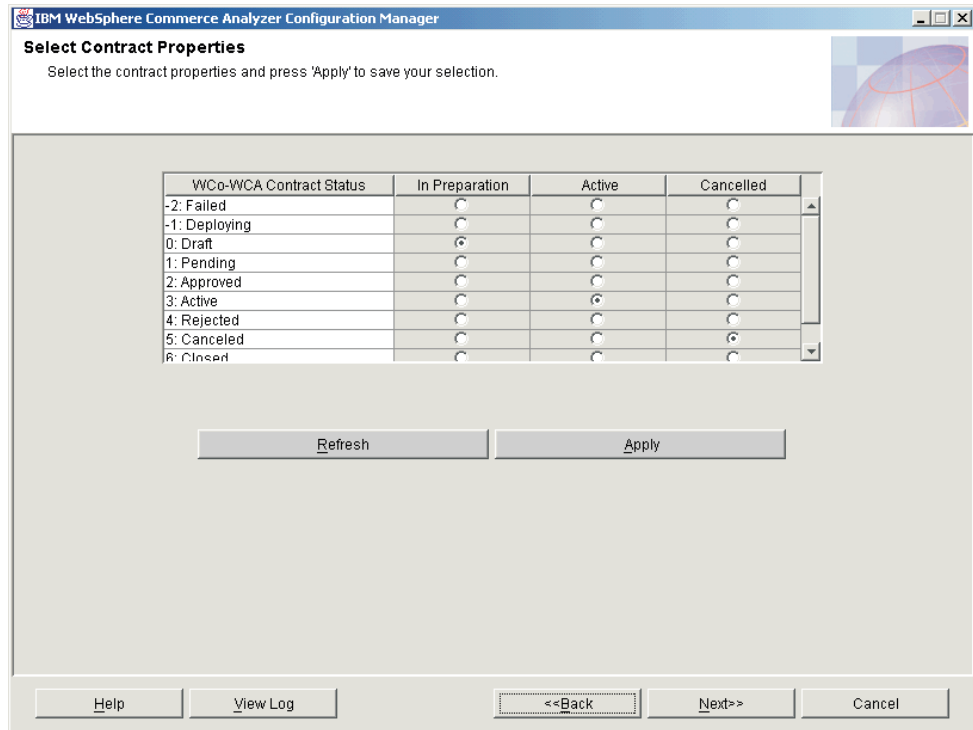 IBM WebSphere Commerce Analyzer Configuration Manager
Select Contract Properties
Select the contract properties and press 'Apply' to save your selection.
WCo-WCA Contract Status In Preparation Active Cancelled
-2: Failed
-1: Deploying
0: Draft
1: Pending
2: Approved
3: Active
4: Rejected
5: Canceled
6: Closed
Refresh Apply
Help View Log <<Back Next>> Cancel